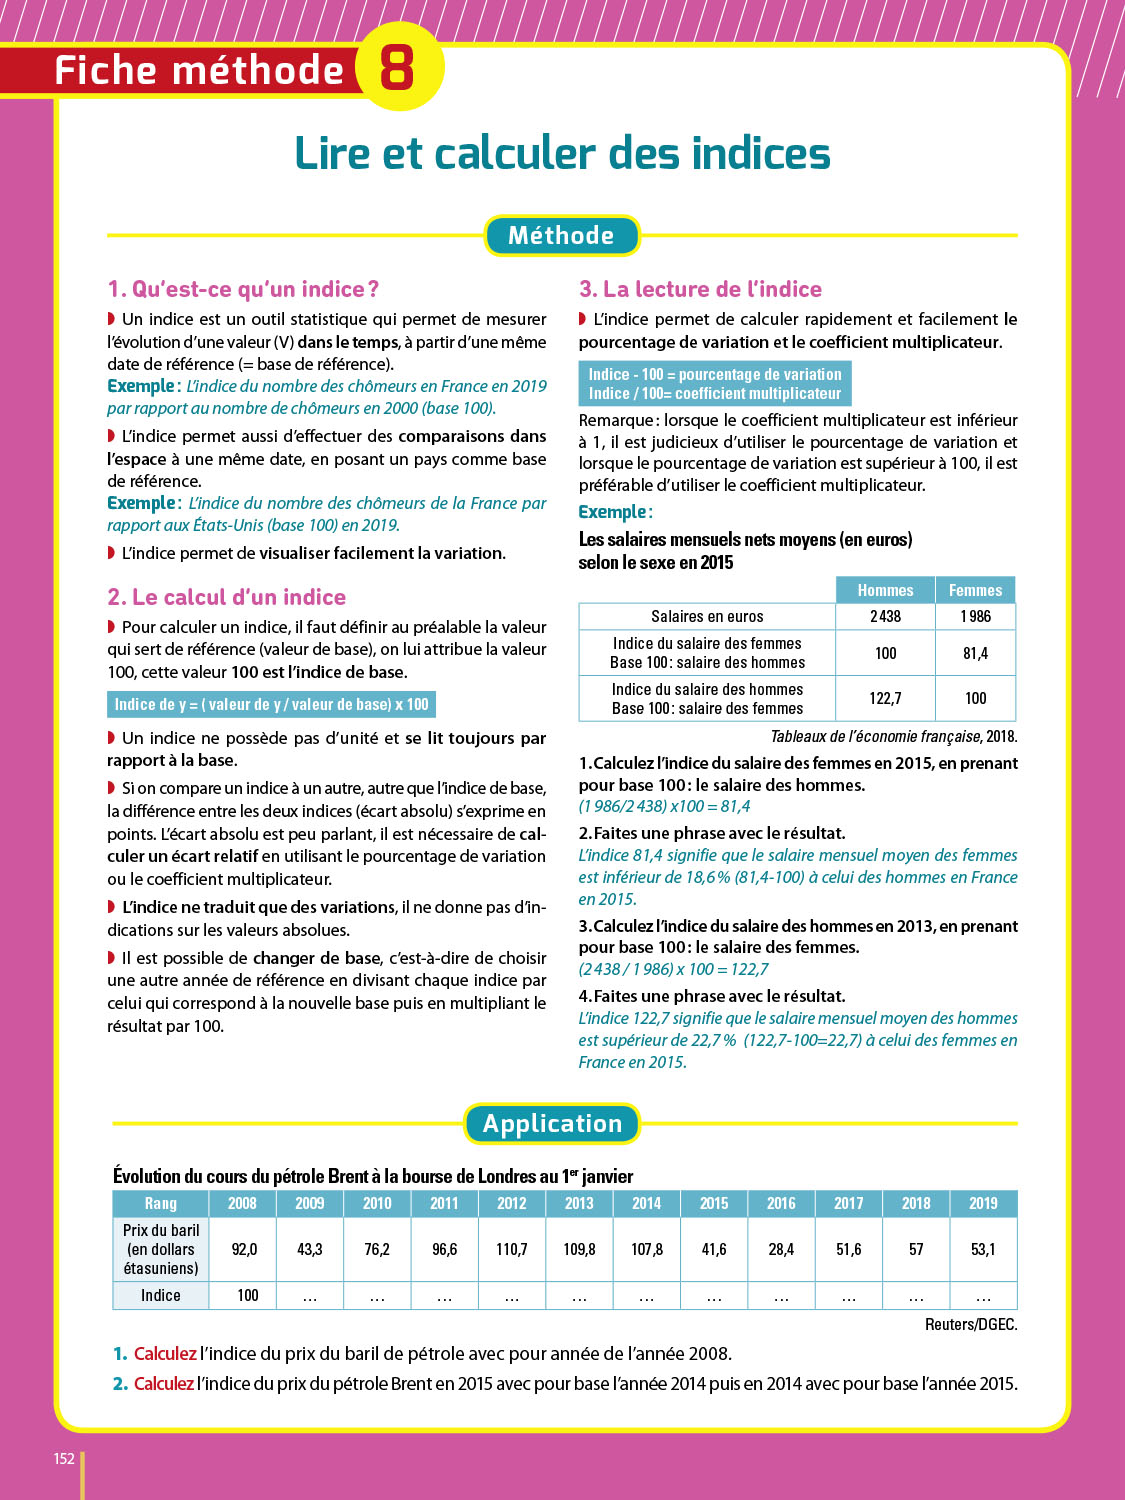 Fiche méthode 8
Lire et calculer des indices
Méthode
1. Qu'est-ce qu'un indice ?
◗ Un indice est un outil statistique qui permet de mesurer
l'évolution d'une valeur (V) dans le temps, à partir d'une même
date de référence (= base de référence).
Exemple : L'indice du nombre des chômeurs en France en 2019
par rapport au nombre de chômeurs en 2000 (base 100).
◗ L'indice permet aussi d'effectuer des comparaisons dans
l'espace à une même date, en posant un pays comme base
de référence.
Exemple : L'indice du nombre des chômeurs de la France par
rapport aux États-Unis (base 100) en 2019.
◗ L'indice permet de visualiser facilement la variation.
2. Le calcul d'un indice
◗ Pour calculer un indice, il faut définir au préalable la valeur
qui sert de référence (valeur de base), on lui attribue la valeur
100, cette valeur 100 est l'indice de base.
Indice de y = ( valeur de y / valeur de base) x 100
◗ Un indice ne possède pas d'unité et se lit toujours par
rapport à la base.
◗ Si on compare un indice à un autre, autre que l'indice de base,
la différence entre les deux indices (écart absolu) s'exprime en
points. L'écart absolu est peu parlant, il est nécessaire de cal-
culer un écart relatif en utilisant le pourcentage de variation
ou le coefficient multiplicateur.
◗ L'indice ne traduit que des variations, il ne donne pas d'in-
dications sur les valeurs absolues.
◗ Il est possible de changer de base, c'est-à-dire de choisir
une autre année de référence en divisant chaque indice par
celui qui correspond à la nouvelle base puis en multipliant le
résultat par 100.
3. La lecture de l'indice
◗ L'indice permet de calculer rapidement et facilement le
pourcentage de variation et le coefficient multiplicateur.
Indice - 100 = pourcentage de variation
Indice / 100= coefficient multiplicateur
Remarque : lorsque le coefficient multiplicateur est inférieur
à 1, il est judicieux d'utiliser le pourcentage de variation et
lorsque le pourcentage de variation est supérieur à 100, il est
préférable d'utiliser le coefficient multiplicateur.
Exemple :
Les salaires mensuels nets moyens (en euros)
selon le sexe en 2015
Hommes Femmes
Salaires en euros 2 438 1 986
Indice du salaire des femmes
Base 100 : salaire des hommes 100 81,4
Indice du salaire des hommes
Base 100 : salaire des femmes 122,7 100
Tableaux de l'économie française, 2018.
1. Calculez l'indice du salaire des femmes en 2015, en prenant
pour base 100 : le salaire des hommes.
(1 986/2 438) x100 = 81,4
2. Faites une phrase avec le résultat.
L'indice 81,4 signifie que le salaire mensuel moyen des femmes
est inférieur de 18,6 % (81,4-100) à celui des hommes en France
en 2015.
3. Calculez l'indice du salaire des hommes en 2013, en prenant
pour base 100 : le salaire des femmes.
(2 438 / 1 986) x 100 = 122,7
4. Faites une phrase avec le résultat.
L'indice 122,7 signifie que le salaire mensuel moyen des hommes
est supérieur de 22,7 % (122,7-100=22,7) à celui des femmes en
France en 2015.
Application
Évolution du cours du pétrole Brent à la bourse de Londres au 1er janvier
Rang 2008 2009 2010 2011 2012 2013 2014 2015 2016 2017 2018 2019
Prix du baril
(en dollars
étasuniens) 92,0 43,3 76,2 96,6 110,7 109,8 107,8 41,6 28,4 51,6 57 53,1
Indice 100 ... ... ... ... ... ... ... ... ... ... ...
Reuters/DGEC.
1. Calculez l'indice du prix du baril de pétrole avec pour année de l'année 2008.
2. Calculez l'indice du prix du pétrole Brent en 2015 avec pour base l'année 2014 puis en 2014 avec pour base l'année 2015.
152